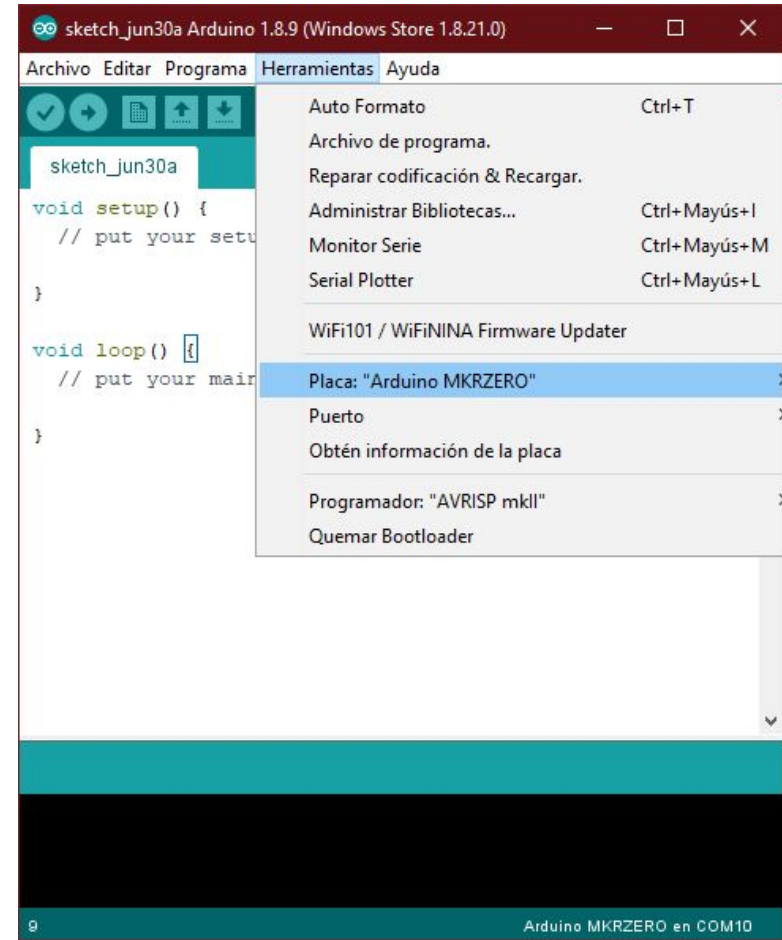 sketch_jun30a Arduino 1.8.9 (Windows Store 1.8.21.0)
Archivo Editar Programa Herramientas Ayuda
sketch_jun30a
Auto Formato Ctrl+T
Archivo de programa.
Reparar codificación & Recargar.
Administrar Bibliotecas... Ctrl+Mayús+I
Monitor Serie Ctrl+Mayús+M
Serial Plotter Ctrl+Mayús+L
WiFi101 / WiFiNINA Firmware Updater
Placa: "Arduino MKRZERO"
Puerto
Obtén información de la placa
Programador: "AVRISP mkII"
Quemar Bootloader
void setup() {
// put your setu
}
void loop() {
// put your main
}
9 Arduino MKRZERO en COM10